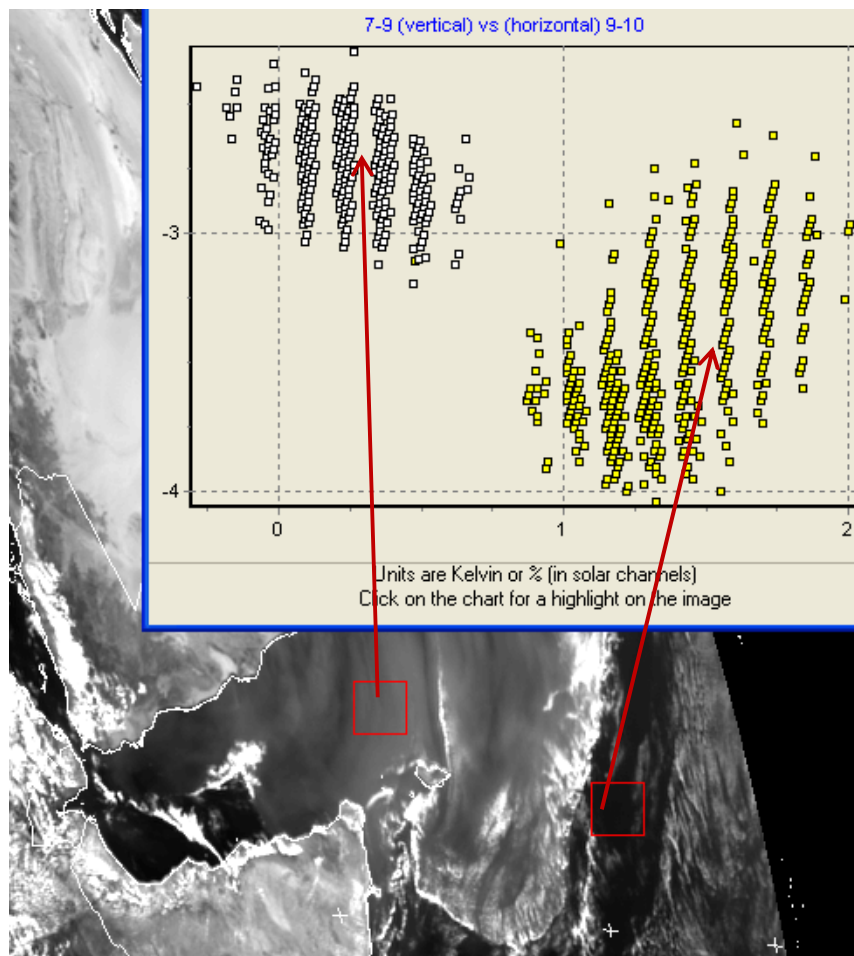 7-9 (vertical) vs (horizontal) 9-10
-3
-4
0
1
2
Units are Kelvin or % (in solar channels)
Click on the chart for a highlight on the image